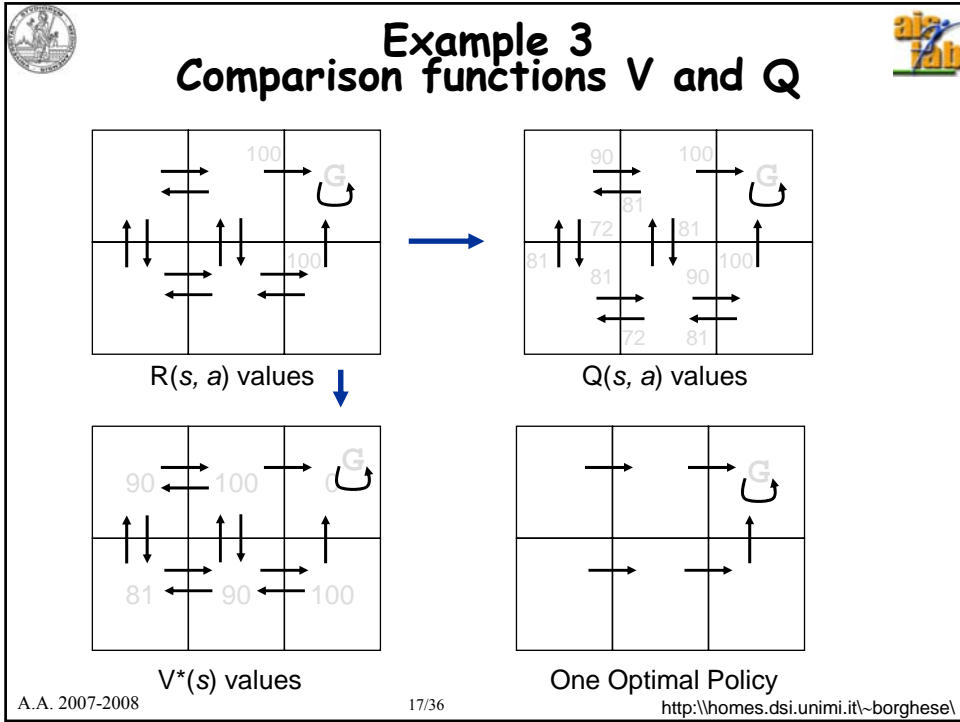 ais
lab
Example 3
Comparison functions V and Q
100
G
100
90
100
G
81
72
81
81
81
90
100
72
81
R(s, a) values
Q(s, a) values
90
100
0
G
81
90
100
G
V*(s) values
One Optimal Policy
A.A. 2007-2008
17/36
http:\\homes.dsi.unimi.it\~borghese\